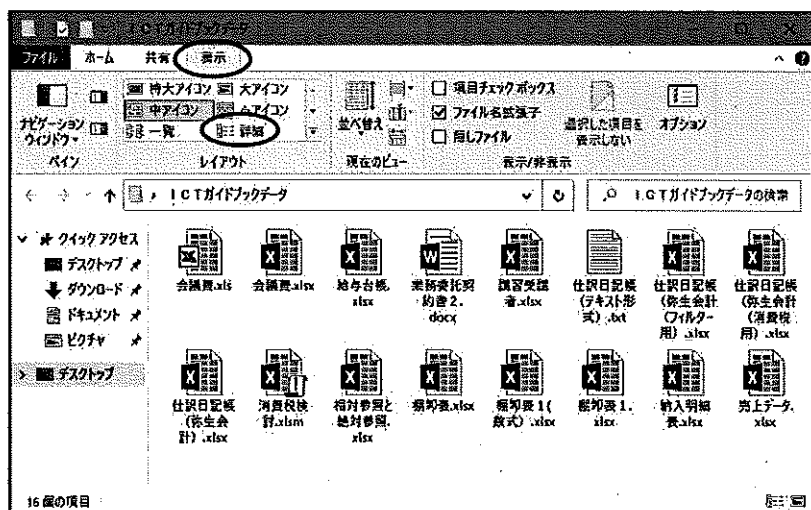 ICTガイドブックデータ
ファイル ホーム 共有 表示
特大アイコン 大アイコン
中アイコン 小アイコン
一覧 詳細
ナビゲーション
ウィンドウ
ペイン
レイアウト
並べ替え
現在のビュー
項目チェック ボックス
ファイル名拡張子
隠しファイル
選択した項目を
表示しない
表示/非表示
オプション
ICTガイドブックデータ
ICTガイドブックデータの検索
クイック アクセス
デスクトップ
ダウンロード
ドキュメント
ピクチャ
デスクトップ
会議費.xls
会議費.xlsx
給与台帳.
xlsx
業務委託契
約書2.
docx
講習受講
者.xlsx
仕訳日記帳
(テキスト形
式).txt
仕訳日記帳
(弥生会計
(フィルター
用).xlsx
仕訳日記帳
(弥生会計
(消費税
用).xlsx
仕訳日記帳
(弥生会
計).xlsx
消費税検
討.xlsm
相対参照と
絶対参照.
xlsx
棚卸表.xlsx
棚卸表1(
数式).xlsx
棚卸表1.
xlsx
納入明細
表.xlsx
売上データ.
xlsx
16 個の項目